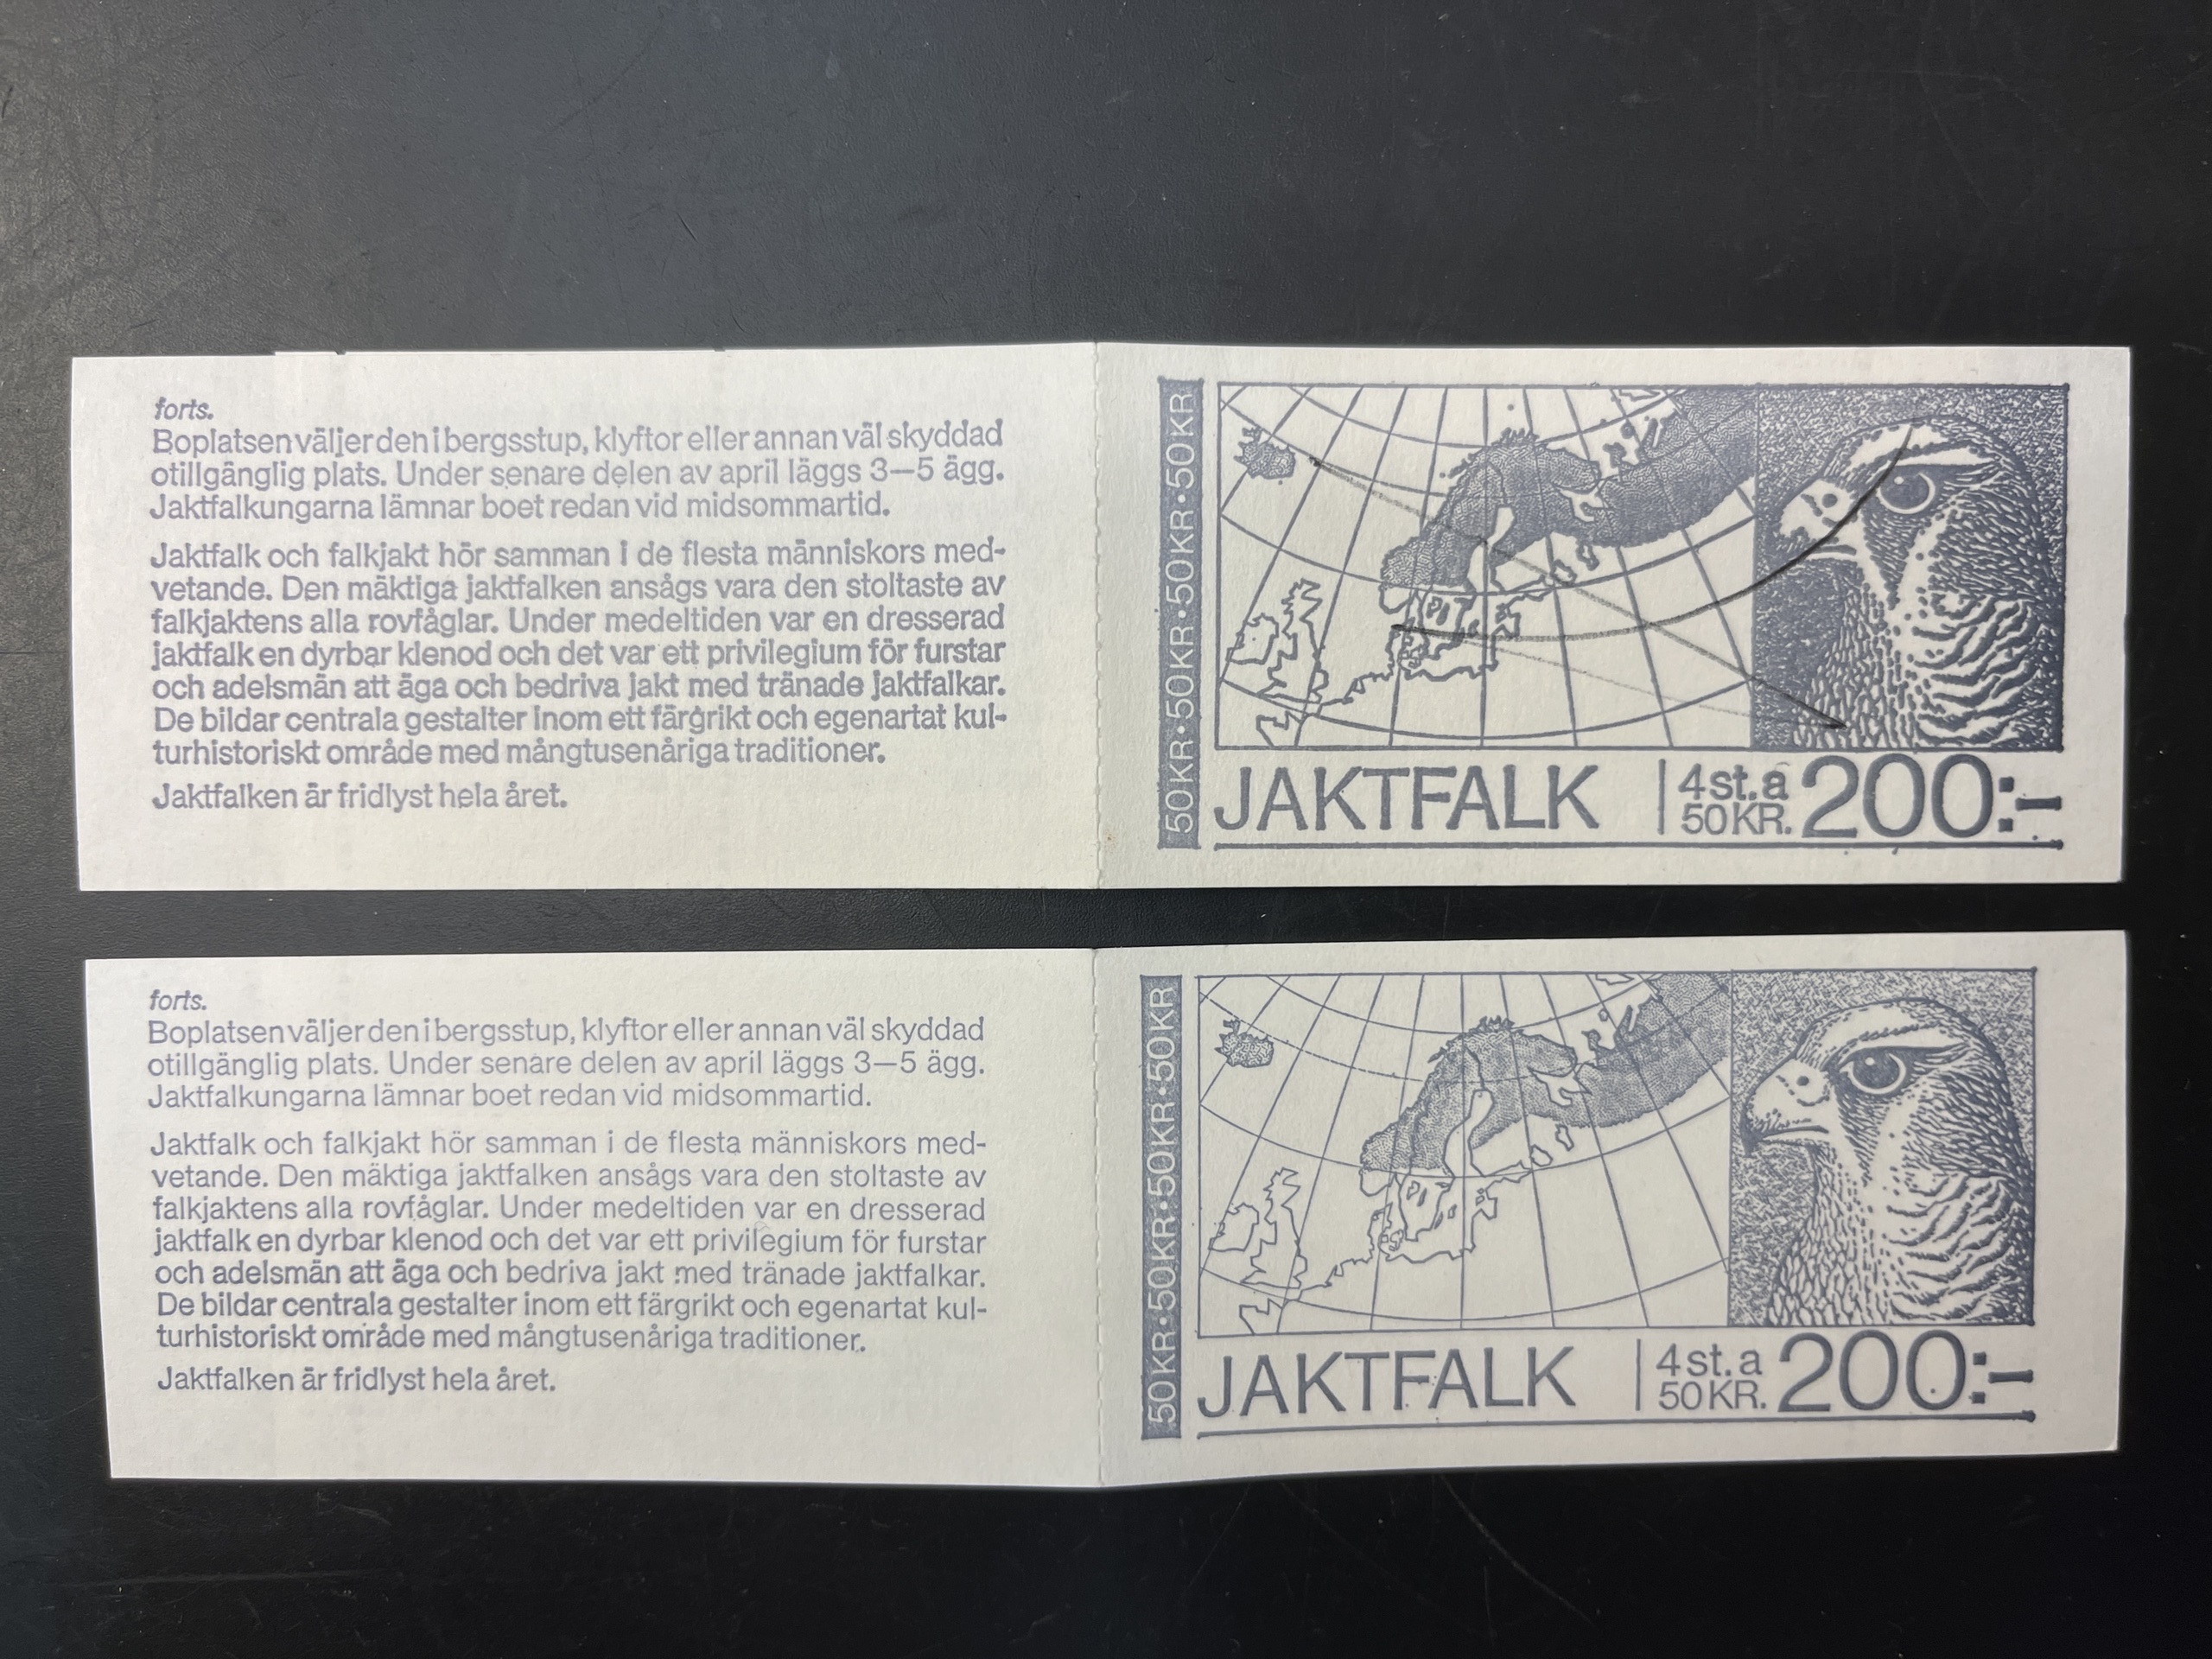 forts.
Boplatsen väljer den i bergsstup, klyftor eller annan väl skyddad
otillgänglig plats. Under senare delen av april läggs 3—5 ägg.
Jaktfalkungarna lämnar boet redan vid midsommartid.
Jaktfalk och falkjakt hör samman i de flesta människors med-
vetande. Den mäktiga jaktfalken ansågs vara den stoltaste av
falkjaktens alla rovfåglar. Under medeltiden var en dresserad
jaktfalk en dyrbar klenod och det var ett privilegium för furstar
och adelsmän att äga och bedriva jakt med tränade jaktfalkar.
De bildar centrala gestalter inom ett färgrikt och egenartat kul-
turhistoriskt område med mångtusenåriga traditioner.
Jaktfalken är fridlyst hela året.
50KR•50KR•50KR•50KR•50KR
JAKTFALK
4 st. a
50KR.
200:–
forts.
Boplatsen väljer den i bergsstup, klyftor eller annan väl skyddad
otillgänglig plats. Under senare delen av april läggs 3—5 ägg.
Jaktfalkungarna lämnar boet redan vid midsommartid.
Jaktfalk och falkjakt hör samman i de flesta människors med-
vetande. Den mäktiga jaktfalken ansågs vara den stoltaste av
falkjaktens alla rovfåglar. Under medeltiden var en dresserad
jaktfalk en dyrbar klenod och det var ett privilegium för furstar
och adelsmän att äga och bedriva jakt med tränade jaktfalkar.
De bildar centrala gestalter inom ett färgrikt och egenartat kul-
turhistoriskt område med mångtusenåriga traditioner.
Jaktfalken är fridlyst hela året.
50KR•50KR•50KR•50KR•50KR
JAKTFALK
4 st. a
50KR.
200:–